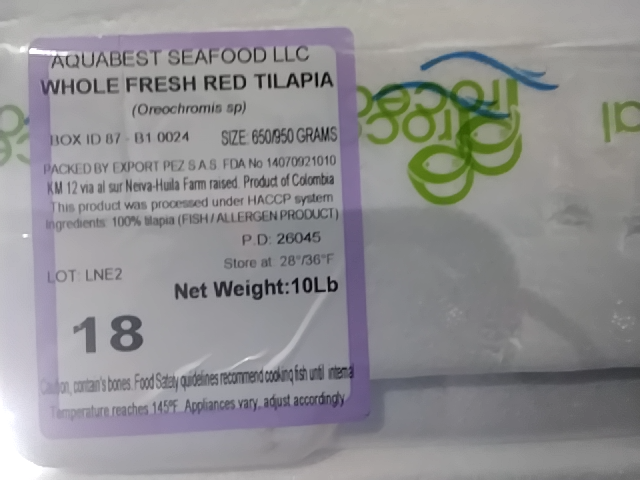 AQUABEST SEAFOOD LLC
WHOLE FRESH RED TILAPIA
(Oreochromis sp)
BOX ID 87 - B1 0024 SIZE: 650/950 GRAMS
PACKED BY EXPORT PEZ S.A.S. FDA No 14070921010
KM 12 via al sur Neiva-Huila Farm raised. Product of Colombia
This product was processed under HACCP system
Ingredients: 100% tilapia (FISH / ALLERGEN PRODUCT)
P.D: 26045
Store at: 28°/36°F
LOT: LNE2
Net Weight:10Lb
18
Caution, contain's bones. Food Safaty guidelines recommend cooking fish until internal
Temperature reaches 145°F. Appliances vary, adjust accordingly